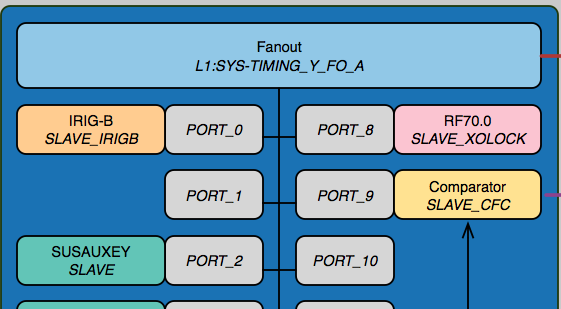 Fanout
L1:SYS-TIMING_Y_FO_A
IRIG-B
SLAVE_IRIGB
PORT_0
PORT_8
RF70.0
SLAVE_XOLOCK
PORT_1
PORT_9
Comparator
SLAVE_CFC
SUSAUXEY
SLAVE
PORT_2
PORT_10